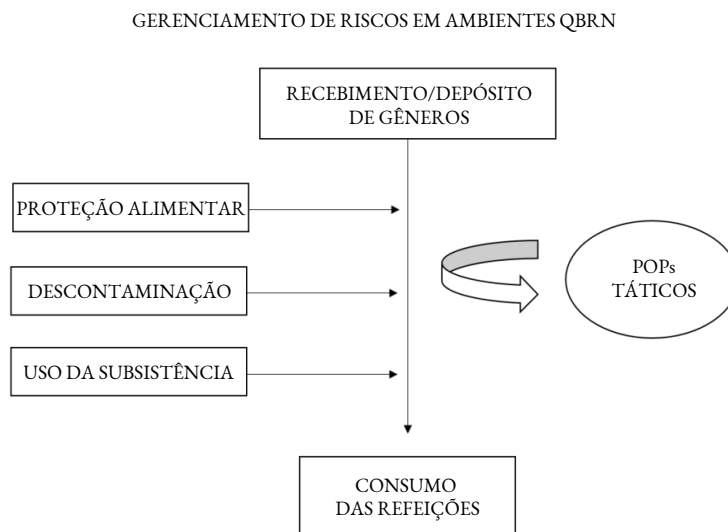 GERENCIAMENTO DE RISCOS EM AMBIENTES QBRN
RECEBIMENTO/DEPÓSITO
DE GÊNEROS
PROTEÇÃO ALIMENTAR
DESCONTAMINAÇÃO
USO DA SUBSISTÊNCIA
POPs
TÁTICOS
CONSUMO
DAS REFEIÇÕES